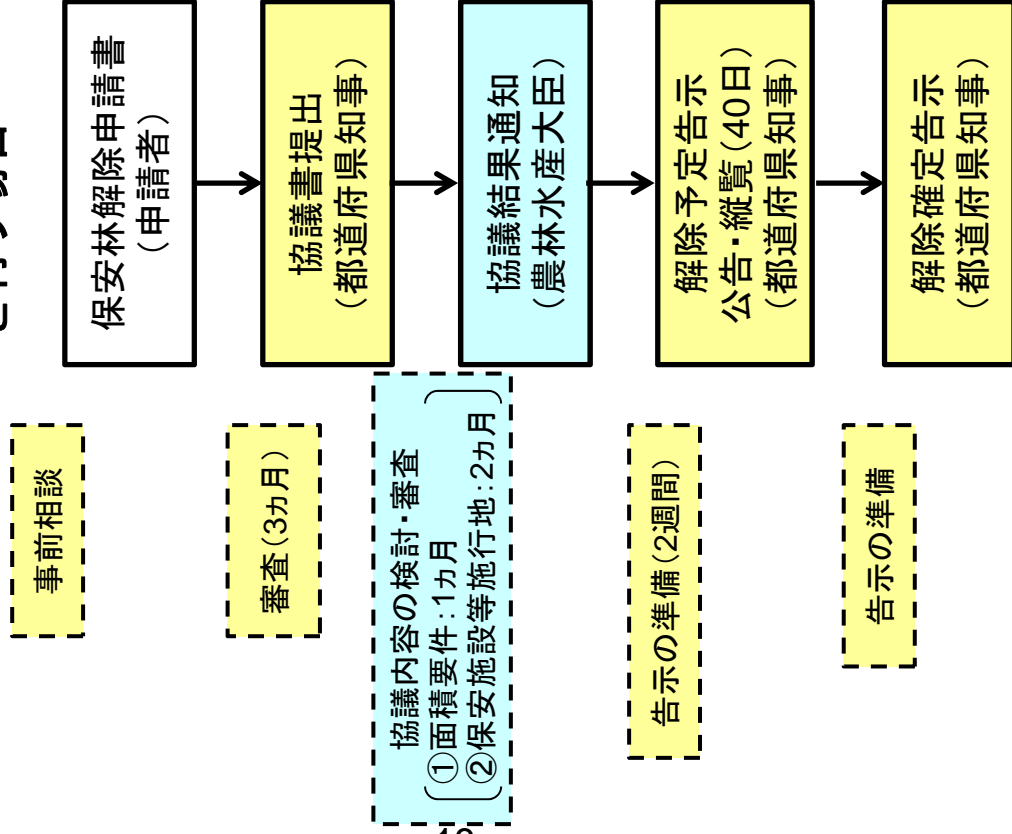 事前相談
保安林解除申請書
（申請者）
審査（3ヵ月）
協議書提出
（都道府県知事）
協議内容の検討・審査
①面積要件：1ヵ月
②保安施設等施行地：2ヵ月
協議結果通知
（農林水産大臣）
告示の準備（2週間）
解除予定告示
公告・縦覧（40日）
（都道府県知事）
告示の準備
解除確定告示
（都道府県知事）